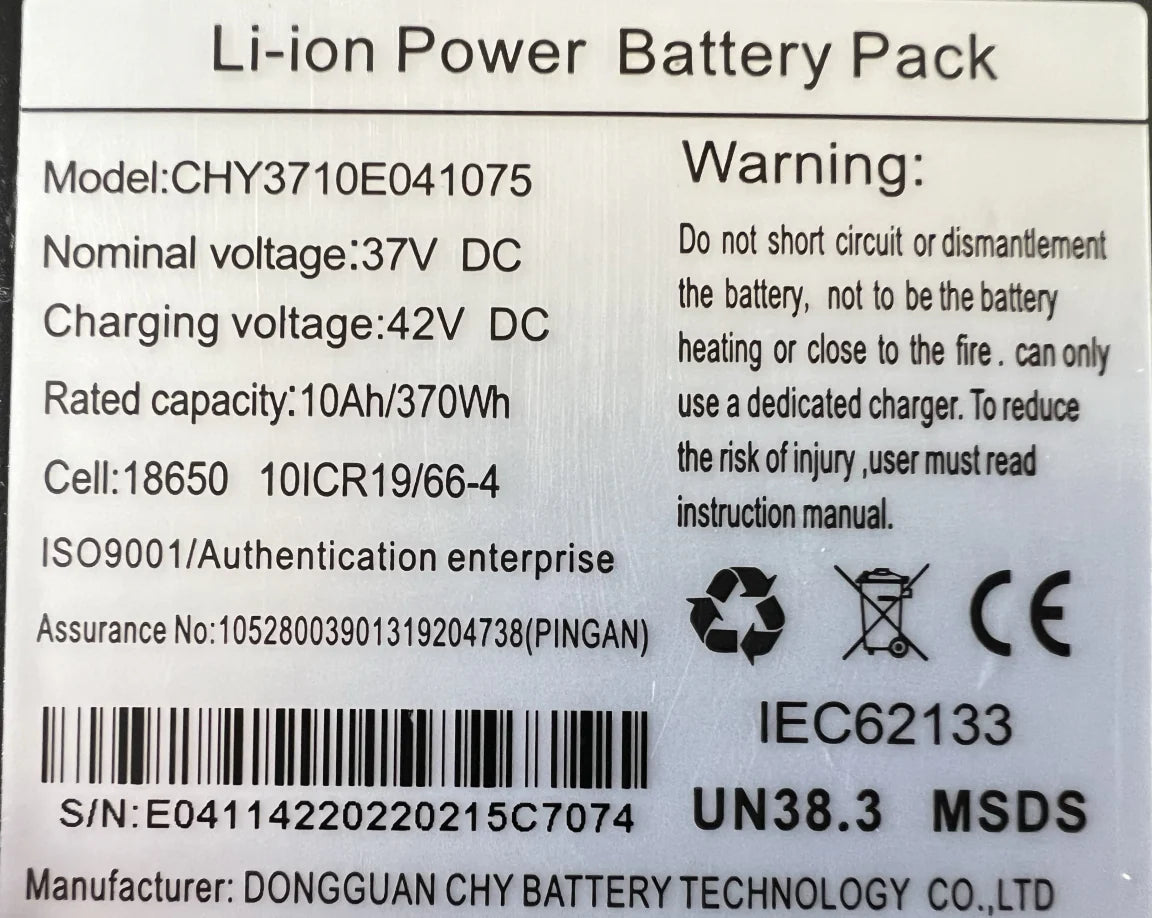 Li-ion Power Battery Pack
Model:CHY3710E041075
Nominal voltage:37V DC
Charging voltage:42V DC
Rated capacity:10Ah/370Wh
Cell:18650 10ICR19/66-4
ISO9001/Authentication enterprise
Assurance No:10528003901319204738(PINGAN)
S/N:E04114220220215C7074
Warning:
Do not short circuit or dismantlement
the battery, not to be the battery
heating or close to the fire. can only
use a dedicated charger. To reduce
the risk of injury ,user must read
instruction manual.
CE
IEC62133
UN38.3 MSDS
Manufacturer: DONGGUAN CHY BATTERY TECHNOLOGY CO.,LTD